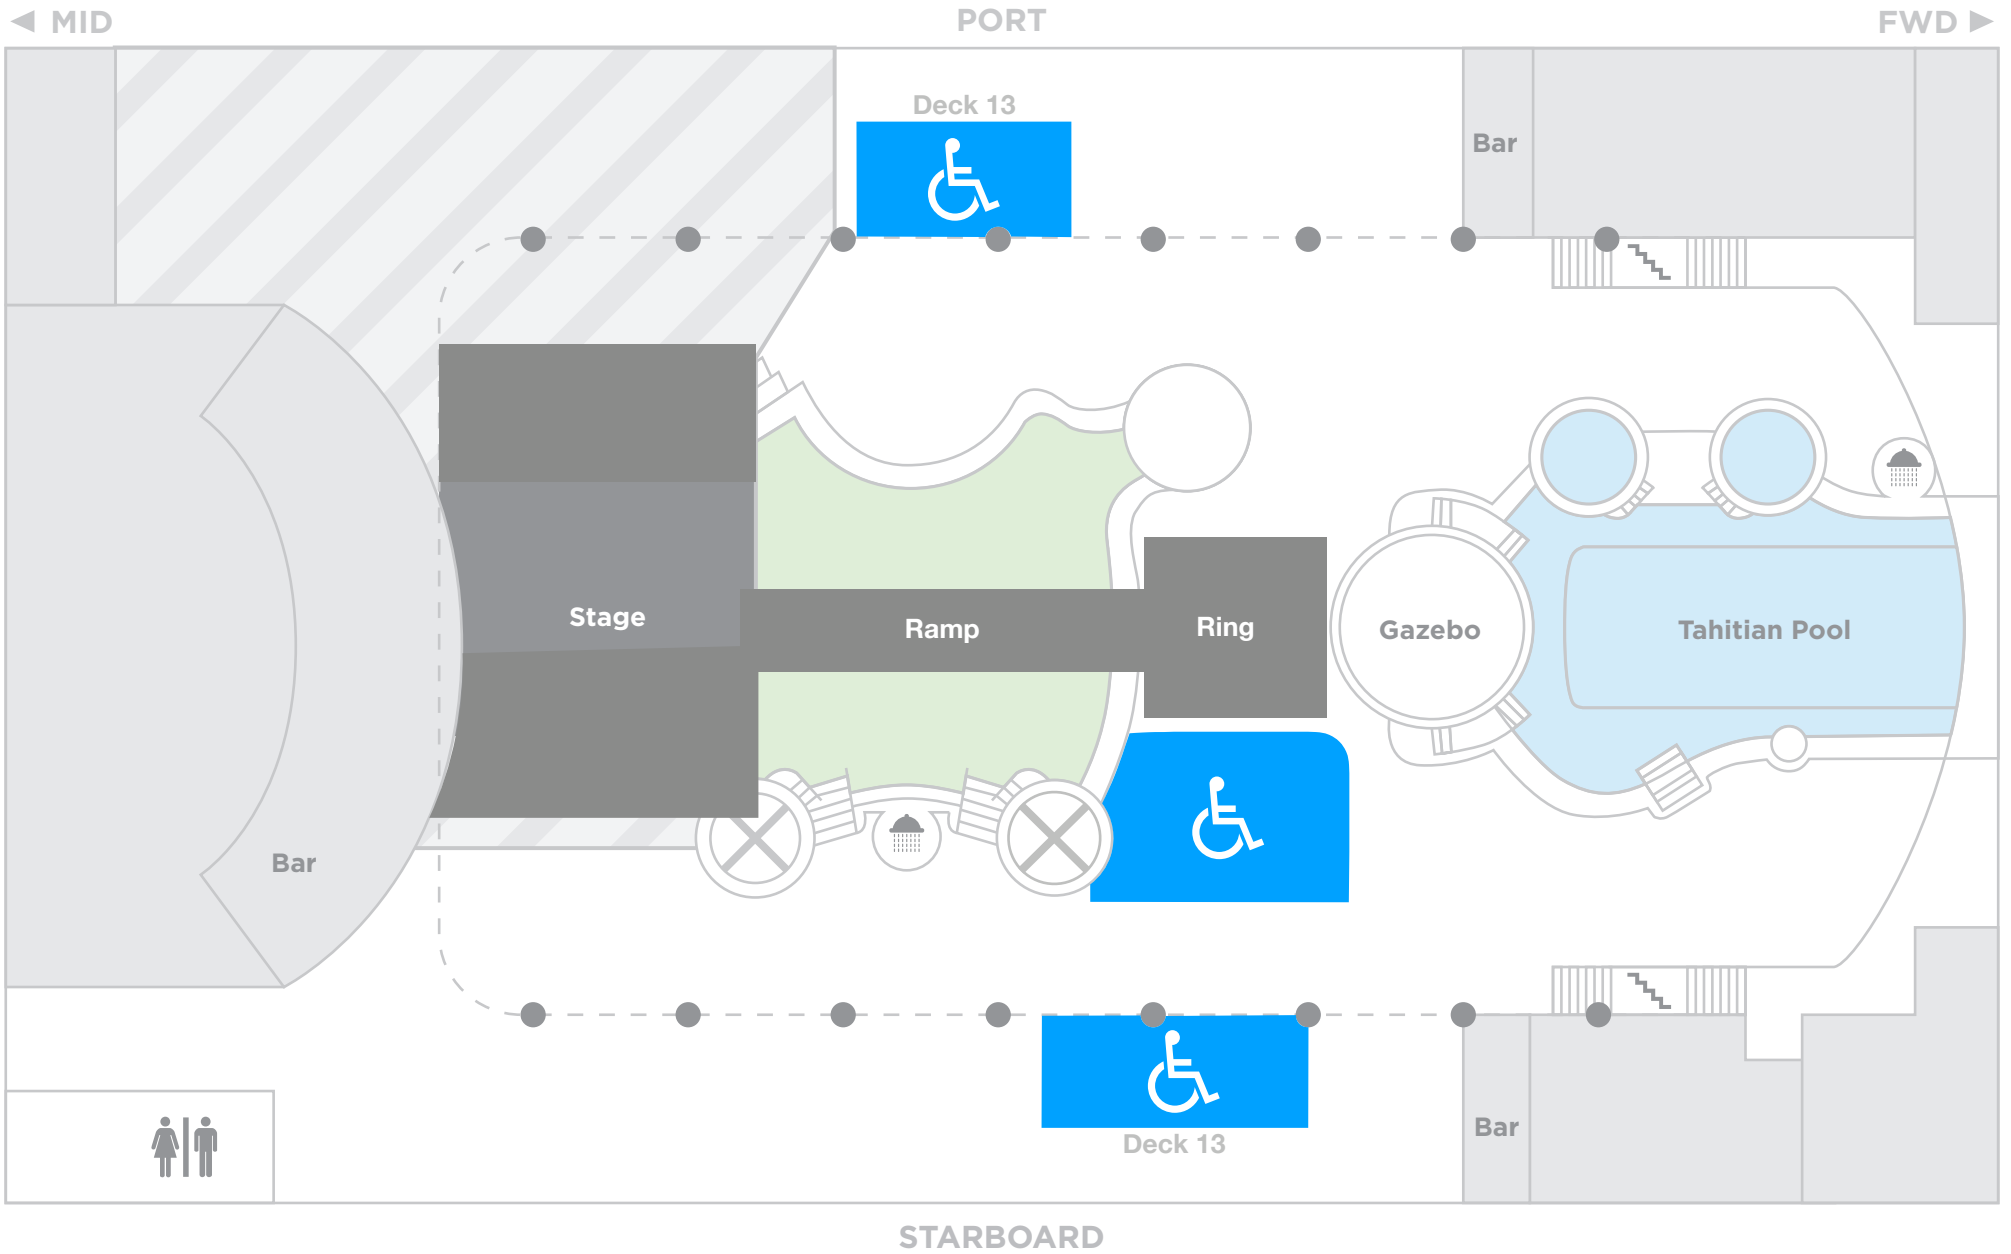 MID
PORT
FWD
Deck 13
Bar
Stage
Ramp
Ring
Gazebo
Tahitian Pool
Bar
Bar
Deck 13
STARBOARD